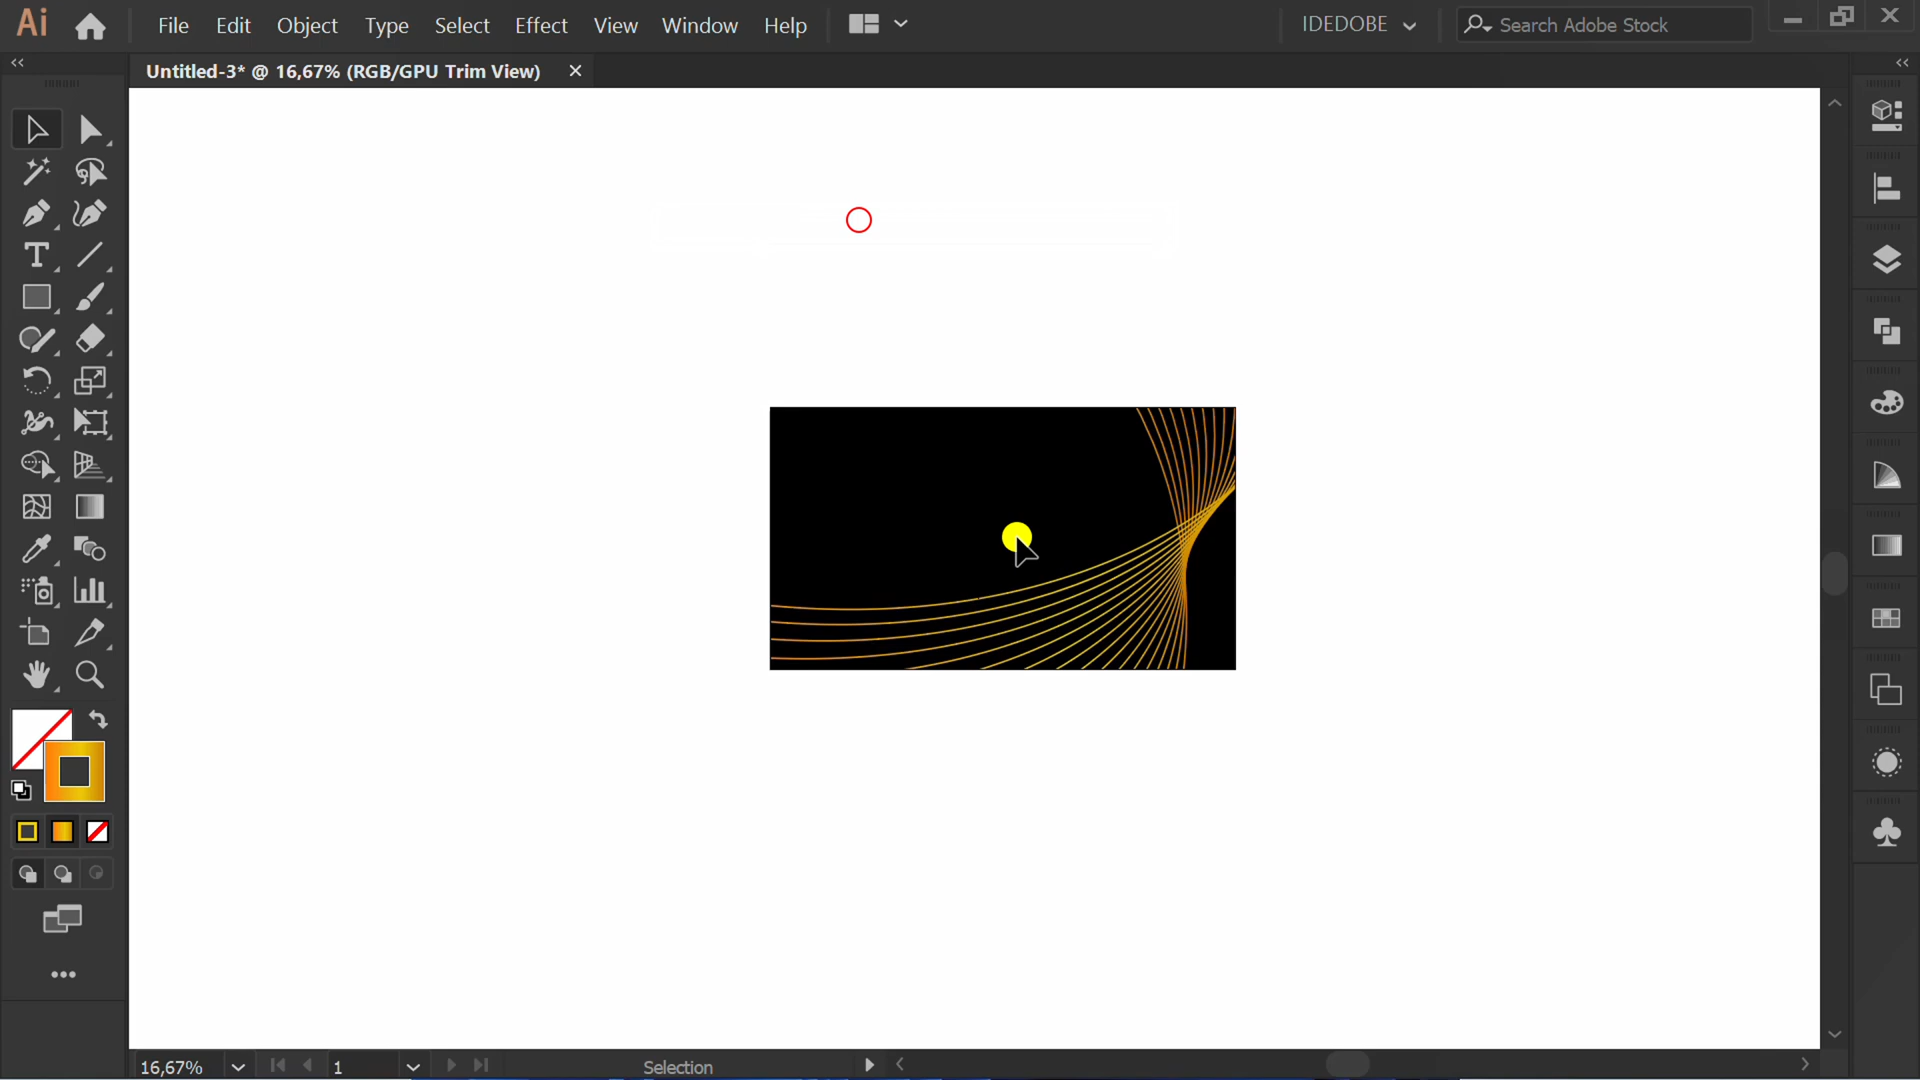 Ai File Edit Object Type Select Effect View Window Help IDEDOBE Search Adobe Stock
Untitled-3* @ 16,67% (RGB/GPU Trim View)
T
16,67% 1 Selection